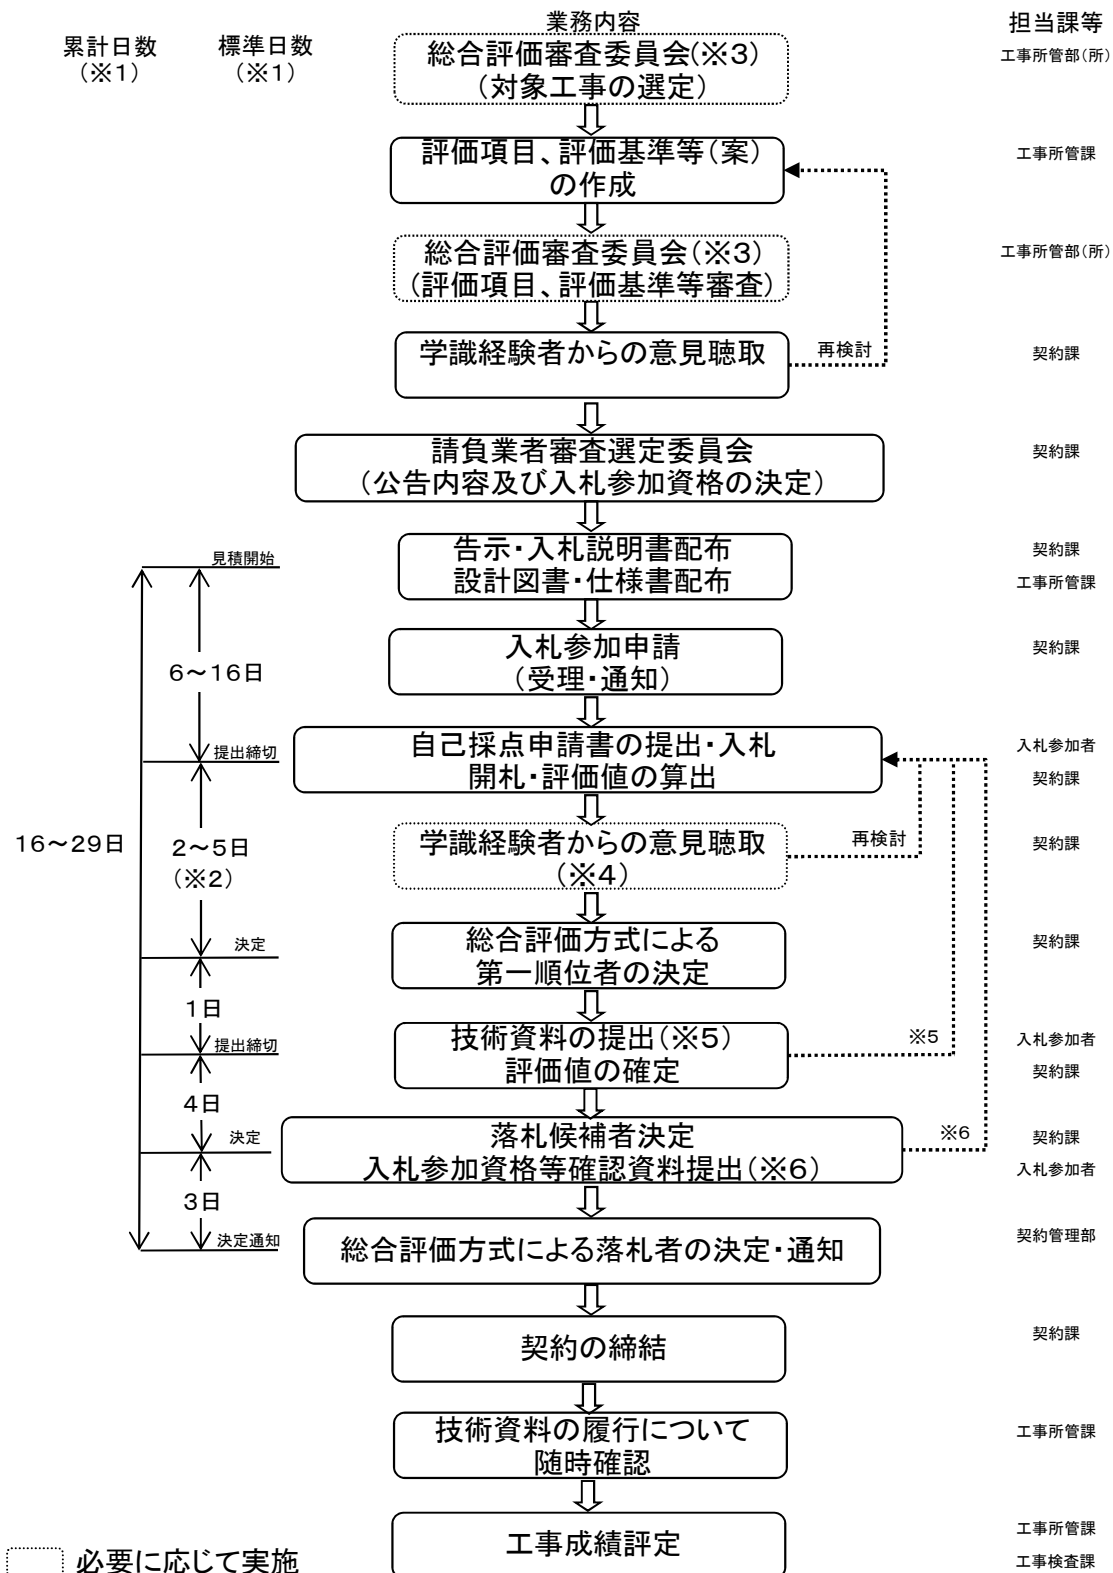 業務内容
担当課等
累計日数
(※1)
標準日数
(※1)
総合評価審査委員会(※3)
(対象工事の選定)
工事所管部(所)
評価項目、評価基準等(案)
の作成
工事所管課
総合評価審査委員会(※3)
(評価項目、評価基準等審査)
工事所管部(所)
学識経験者からの意見聴取
再検討
契約課
請負業者審査選定委員会
(公告内容及び入札参加資格の決定)
契約課
見積開始
告示・入札説明書配布
設計図書・仕様書配布
契約課
工事所管課
入札参加申請
(受理・通知)
契約課
6～16日
提出締切
自己採点申請書の提出・入札
開札・評価値の算出
入札参加者
契約課
16～29日
2～5日
(※2)
学識経験者からの意見聴取
(※4)
再検討
契約課
決定
総合評価方式による
第一順位者の決定
契約課
1日
提出締切
技術資料の提出(※5)
評価値の確定
※5
入札参加者
契約課
4日
決定
落札候補者決定
入札参加資格等確認資料提出(※6)
※6
契約課
入札参加者
3日
決定通知
総合評価方式による落札者の決定・通知
契約管理部
契約の締結
契約課
技術資料の履行について
随時確認
工事所管課
工事成績評定
工事所管課
工事検査課
必要に応じて実施